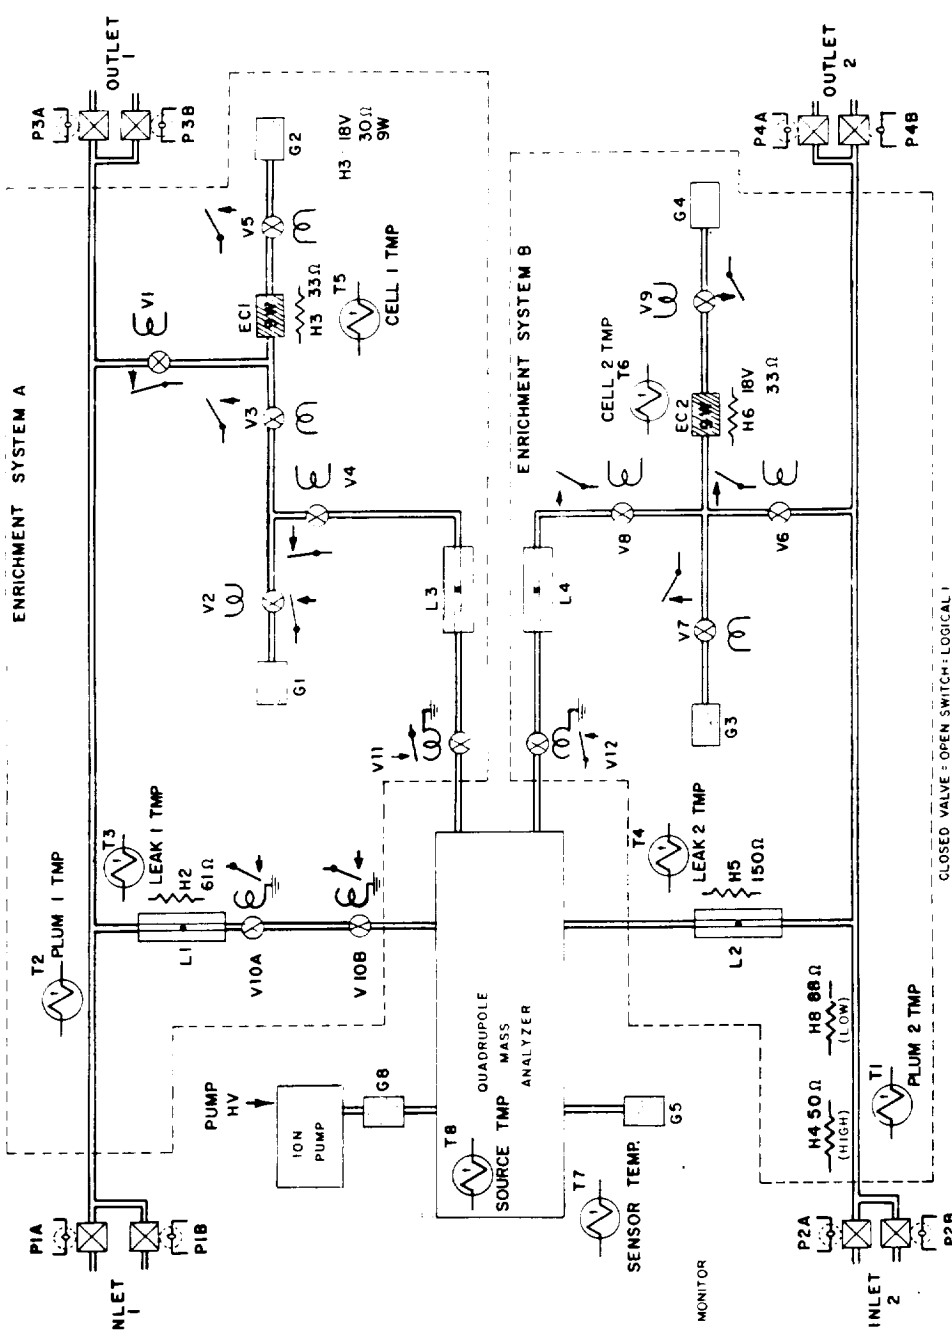 ENRICHMENT SYSTEM A
P3A
OUTLET
1
P3B
G2
H3 18V
30Ω
9W
V5
EC1
9W
33Ω
H3
T5
CELL 1 TMP
V1
V3
V4
V2
G1
L3
V11
T2
PLUM 1 TMP
T3
LEAK 1 TMP
H2
61Ω
L1
V10A
V10B
P1A
P1B
NLET
1
PUMP
HV
ION
PUMP
G8
QUADRUPOLE
MASS
ANALYZER
T8
SOURCE TMP
G5
T7
SENSOR TEMP.
MONITOR
ENRICHMENT SYSTEM B
P4A
OUTLET
2
P4B
G4
V9
CELL 2 TMP
T6
EC2
9W
H6 18V
33Ω
V8
V6
V7
G3
L4
V12
T4
LEAK 2 TMP
H5
150Ω
L2
H8 88Ω
(LOW)
H4 50Ω
(HIGH)
T1
PLUM 2 TMP
P2A
P2B
INLET
2
CLOSED VALVE = OPEN SWITCH = LOGICAL 1